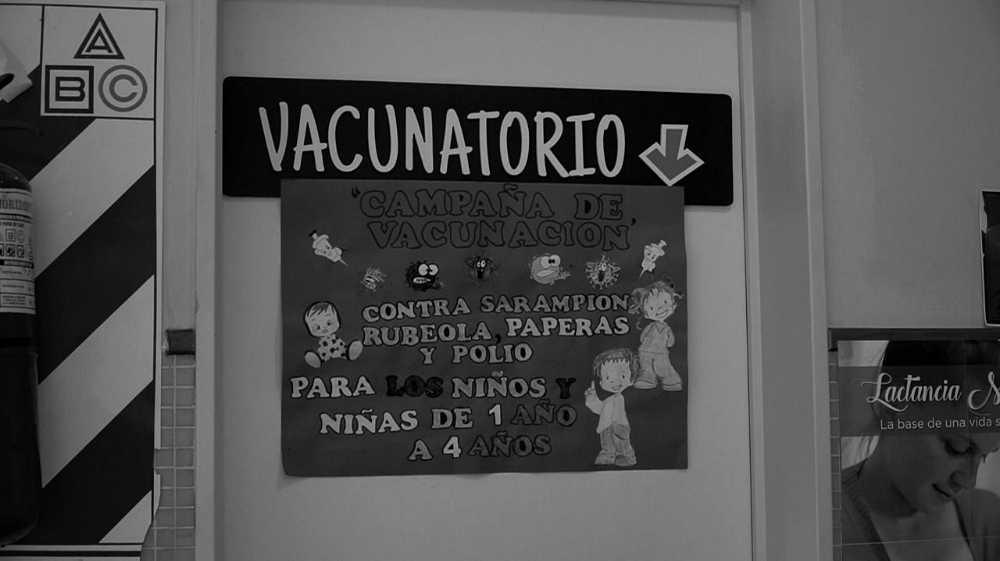 A
B C
VACUNATORIO
"CAMPAÑA DE
VACUNACION"
CONTRA SARAMPION
RUBEOLA, PAPERAS
Y POLIO
PARA LOS NIÑOS Y
NIÑAS DE 1 AÑO
A 4 AÑOS
Lactancia
La base de una vida